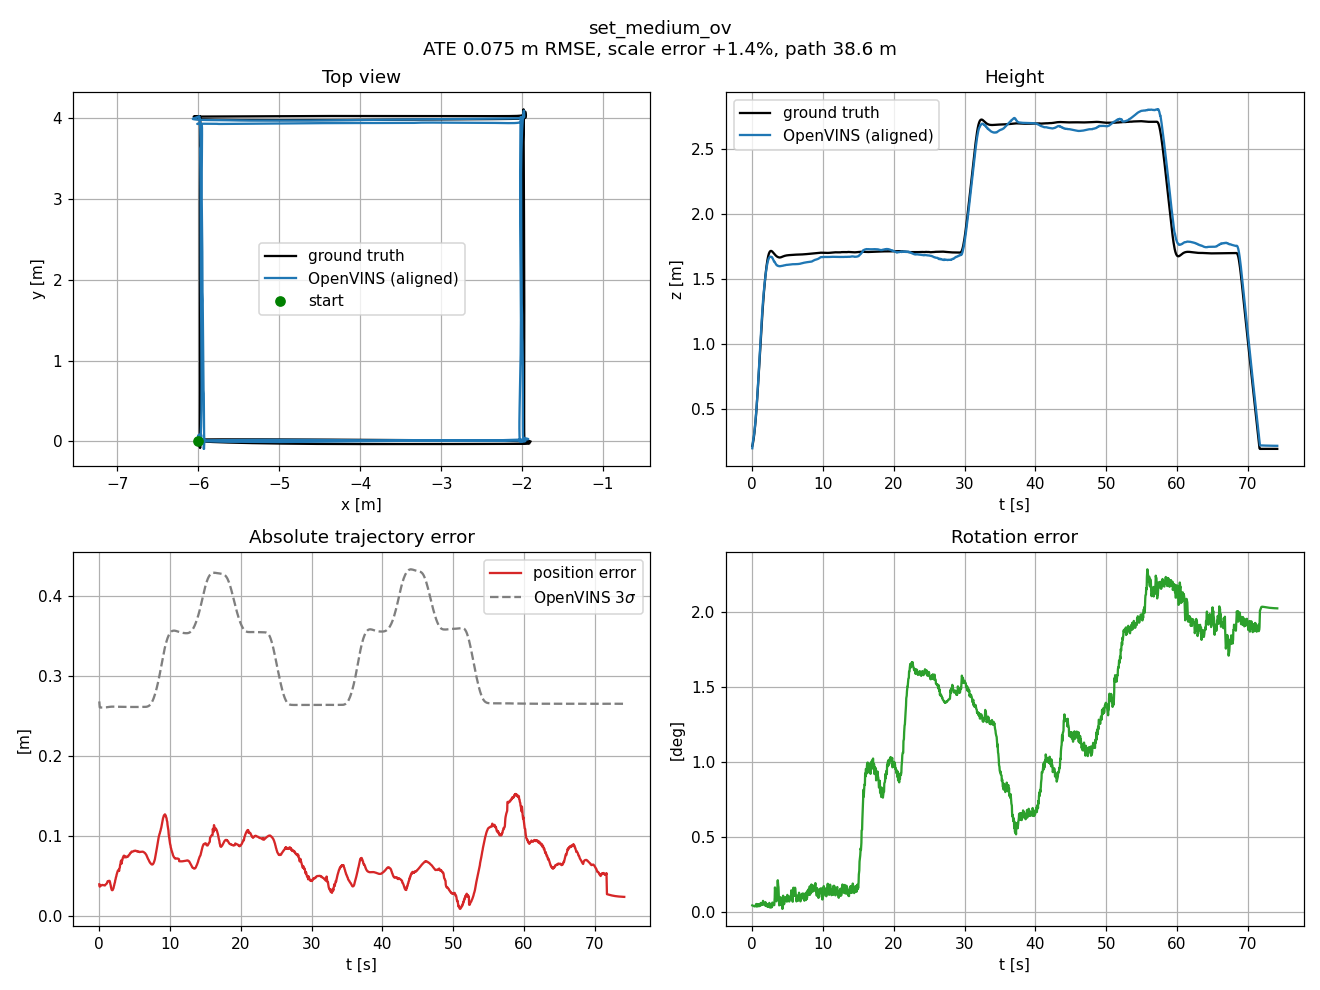 set_medium_ov
ATE 0.075 m RMSE, scale error +1.4%, path 38.6 m
Top view
4
3
2
1
0
y [m]
ground truth
OpenVINS (aligned)
start
−7
−6
−5
−4
−3
−2
−1
x [m]
Height
ground truth
OpenVINS (aligned)
2.5
2.0
1.5
1.0
0.5
z [m]
0
10
20
30
40
50
60
70
t [s]
Absolute trajectory error
position error
OpenVINS 3σ
0.4
0.3
0.2
0.1
0.0
[m]
0
10
20
30
40
50
60
70
t [s]
Rotation error
2.0
1.5
1.0
0.5
0.0
[deg]
0
10
20
30
40
50
60
70
t [s]